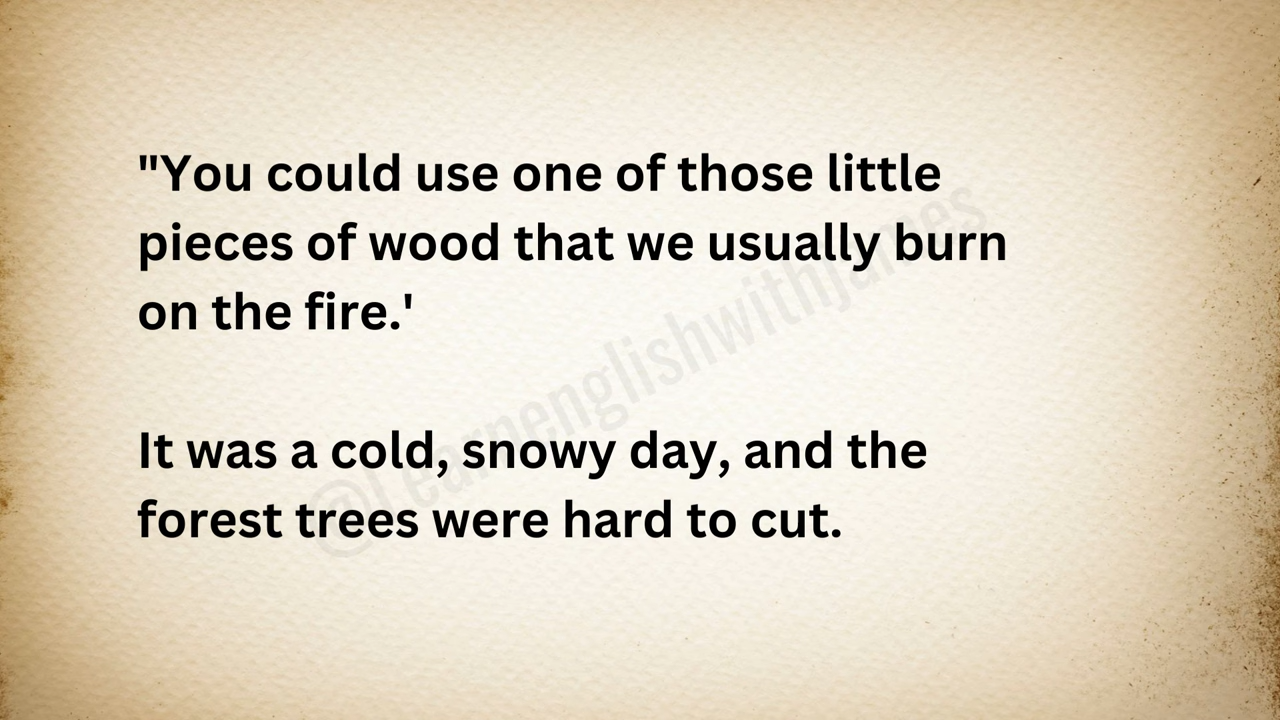 "You could use one of those little
pieces of wood that we usually burn
on the fire.'
It was a cold, snowy day, and the
forest trees were hard to cut.
@Learnenglishwithjames